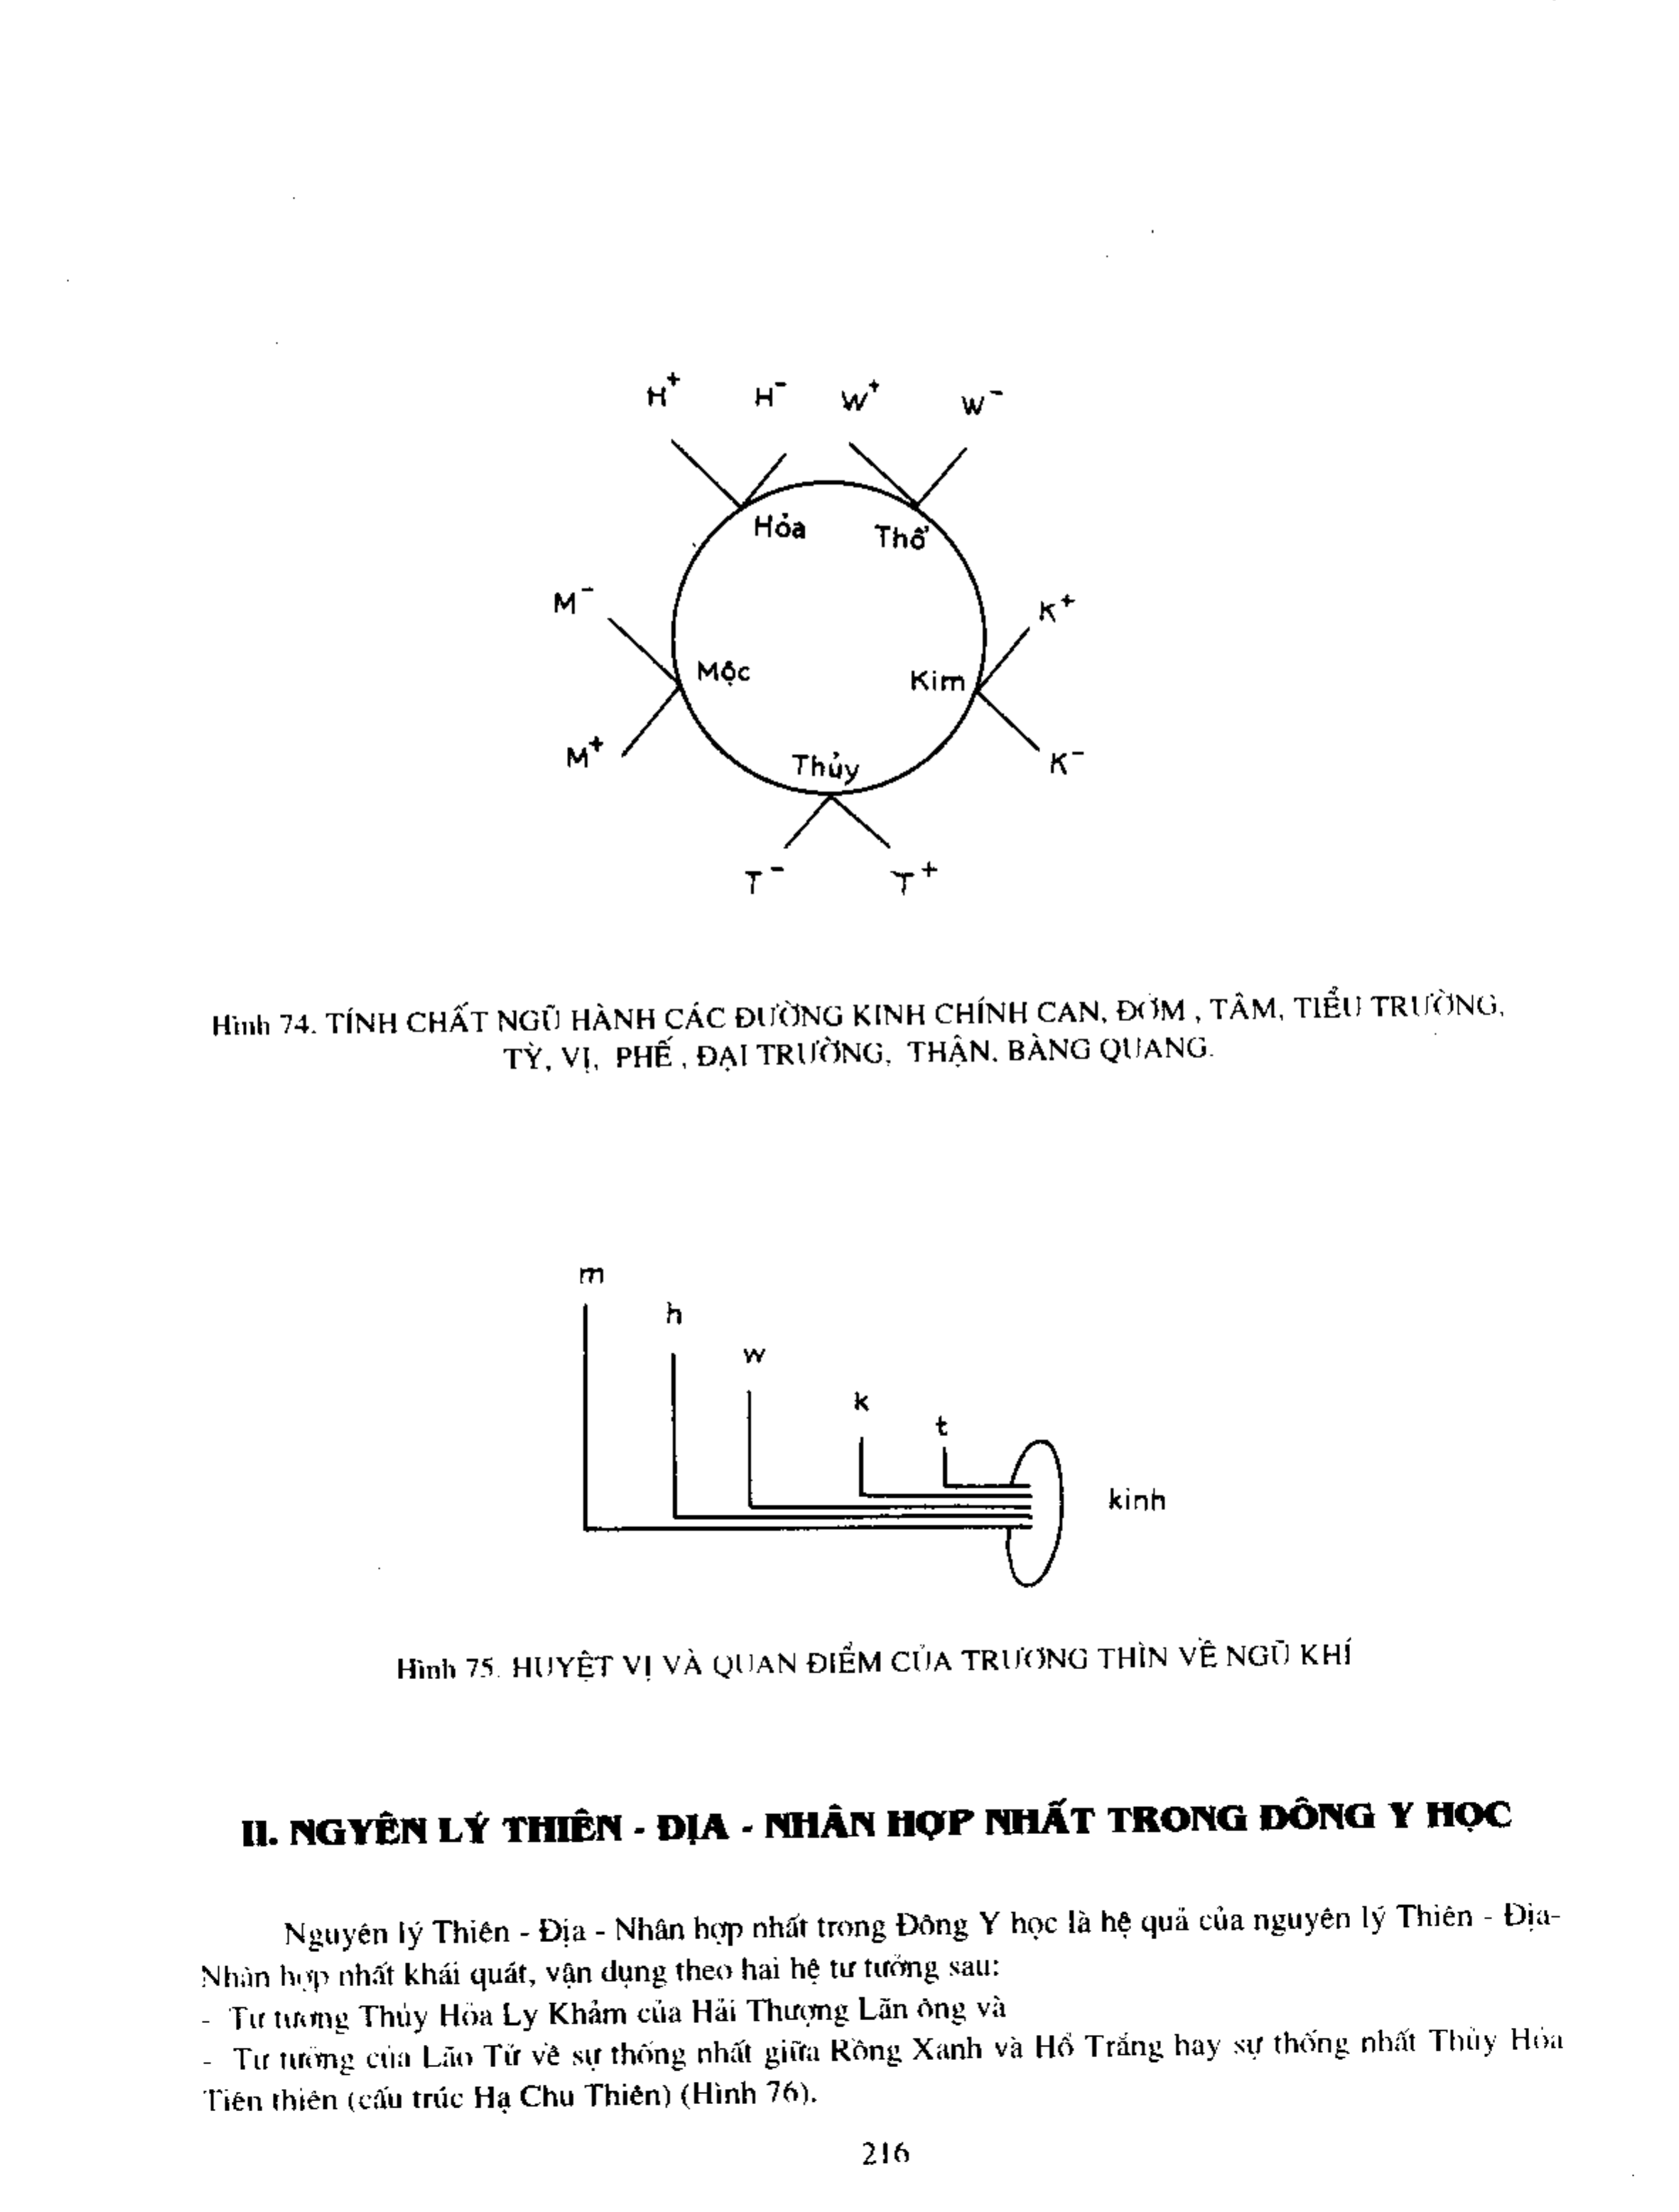 H⁺ H⁻ W⁺ W⁻
Hỏa Thổ
M⁻ K⁺
Mộc Kim
M⁺ K⁻
Thủy
T⁻ T⁺
Hình 74. TÍNH CHẤT NGŨ HÀNH CÁC ĐƯỜNG KINH CHÍNH CAN, ĐỞM , TÂM, TIỂU TRƯỜNG,
TỲ, VỊ, PHẾ , ĐẠI TRƯỜNG, THẬN. BÀNG QUANG.
m
h
w
k
t
kinh
Hình 75. HUYỆT VỊ VÀ QUAN ĐIỂM CỦA TRƯƠNG THÌN VỀ NGŨ KHÍ
II. NGYÊN LÝ THIÊN - ĐỊA - NHÂN HỢP NHẤT TRONG ĐÔNG Y HỌC
Nguyên lý Thiên - Địa - Nhân hợp nhất trong Đông Y học là hệ quả của nguyên lý Thiên - Địa-
Nhân hợp nhất khái quát, vận dụng theo hai hệ tư tưởng sau:
- Tư tương Thủy Hỏa Ly Khảm của Hải Thượng Lãn ông và
- Tư tưởng của Lão Tử về sự thống nhất giữa Rồng Xanh và Hổ Trắng hay sự thống nhất Thủy Hỏa
Tiên thiên (cấu trúc Hạ Chu Thiên) (Hình 76).
216